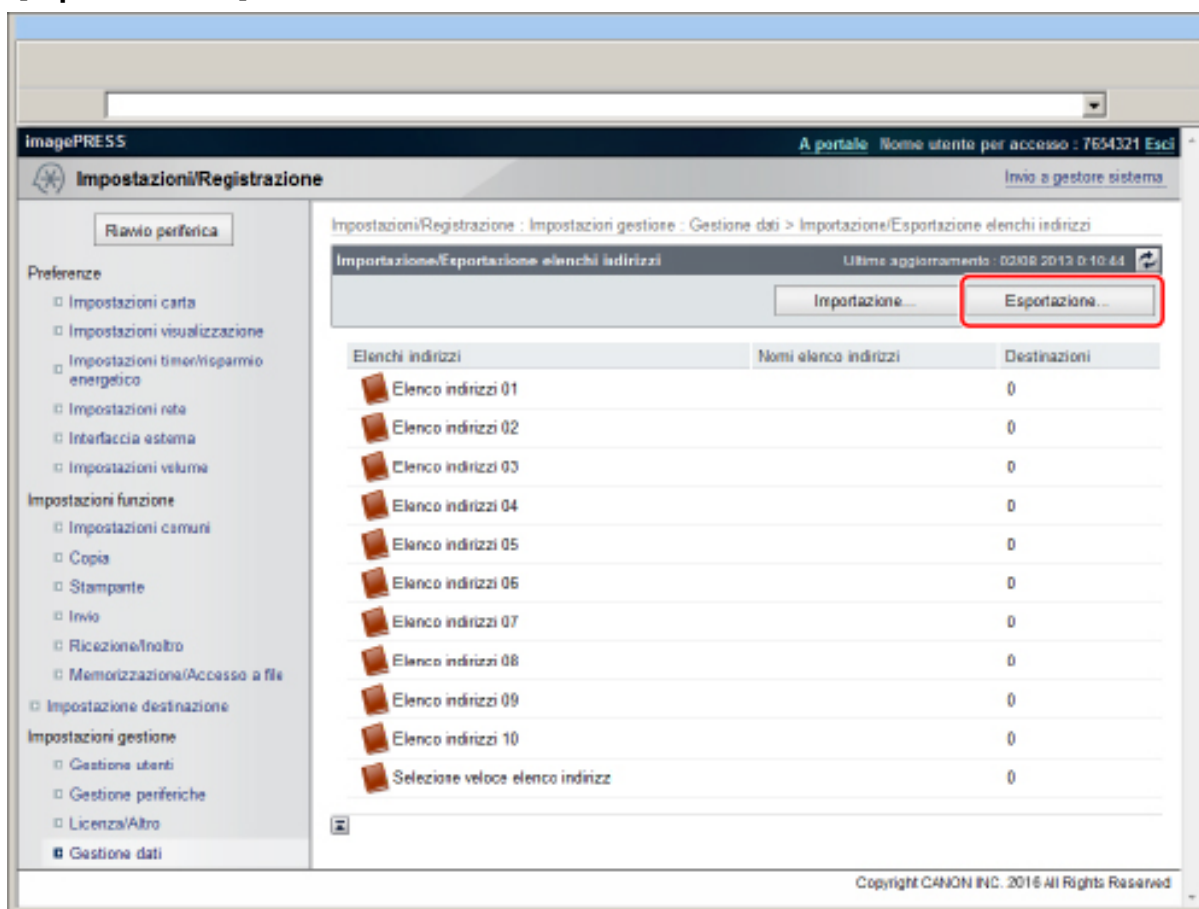 imagePRESS
A portale Nome utente per accesso : 7654321 Esci
Impostazioni/Registrazione
Invio a gestore sistema
Riavvio periferica
Impostazioni/Registrazione : Impostazioni gestione : Gestione dati > Importazione/Esportazione elenchi indirizzi
Importazione/Esportazione elenchi indirizzi
Ultimo aggiornamento : 02/08 2013 0:10:44
Importazione...
Esportazione...
Preferenze
Impostazioni carta
Impostazioni visualizzazione
Impostazioni timer/risparmio
energetico
Impostazioni rete
Interfaccia esterna
Impostazioni volume
Impostazioni funzione
Impostazioni comuni
Copia
Stampante
Invio
Ricezione/Inoltro
Memorizzazione/Accesso a file
Impostazione destinazione
Impostazioni gestione
Gestione utenti
Gestione periferiche
Licenza/Altro
Gestione dati
Elenchi indirizzi Nomi elenco indirizzi Destinazioni
Elenco indirizzi 01 0
Elenco indirizzi 02 0
Elenco indirizzi 03 0
Elenco indirizzi 04 0
Elenco indirizzi 05 0
Elenco indirizzi 06 0
Elenco indirizzi 07 0
Elenco indirizzi 08 0
Elenco indirizzi 09 0
Elenco indirizzi 10 0
Selezione veloce elenco indirizz 0
Copyright CANON INC. 2016 All Rights Reserved